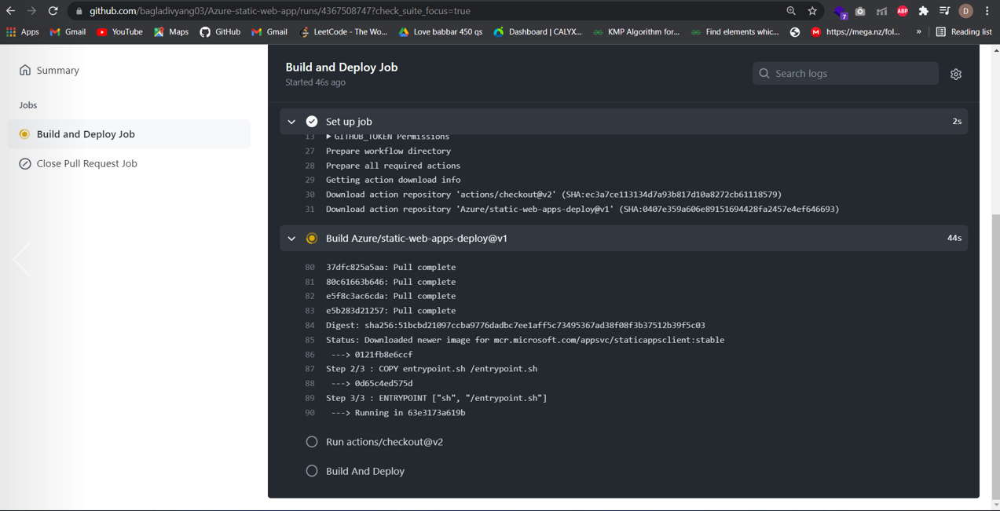 github.com/bagladivyang03/Azure-static-web-app/runs/4367508747?check_suite_focus=true
7
ABP
D
Apps
Gmail
YouTube
Maps
GitHub
Gmail
LeetCode - The Wo...
Love babbar 450 qs
Dashboard | CALYX...
KMP Algorithm for...
Find elements whic...
M
https://mega.nz/fol...
»
Reading list
Summary
Jobs
Build and Deploy Job
Close Pull Request Job
Build and Deploy Job
Started 46s ago
Search logs
Set up job
2s
13 GITHUB_TOKEN Permissions
27 Prepare workflow directory
28 Prepare all required actions
29 Getting action download info
30 Download action repository 'actions/checkout@v2' (SHA:ec3a7ce113134d7a93b817d10a8272cb61118579)
31 Download action repository 'Azure/static-web-apps-deploy@v1' (SHA:0407e359a606e89151694428fa2457e4ef646693)
Build Azure/static-web-apps-deploy@v1
44s
80 37dfc825a5aa: Pull complete
81 80c61663b646: Pull complete
82 e5f8c3ac6cda: Pull complete
83 e5b283d21257: Pull complete
84 Digest: sha256:51bcbd21097ccba9776dadbc7ee1aff5c73495367ad38f08f3b37512b39f5c03
85 Status: Downloaded newer image for mcr.microsoft.com/appsvc/staticappsclient:stable
86 ---> 0121fb8e6ccf
87 Step 2/3 : COPY entrypoint.sh /entrypoint.sh
88 ---> 0d65c4ed575d
89 Step 3/3 : ENTRYPOINT ["sh", "/entrypoint.sh"]
90 ---> Running in 63e3173a619b
Run actions/checkout@v2
Build And Deploy